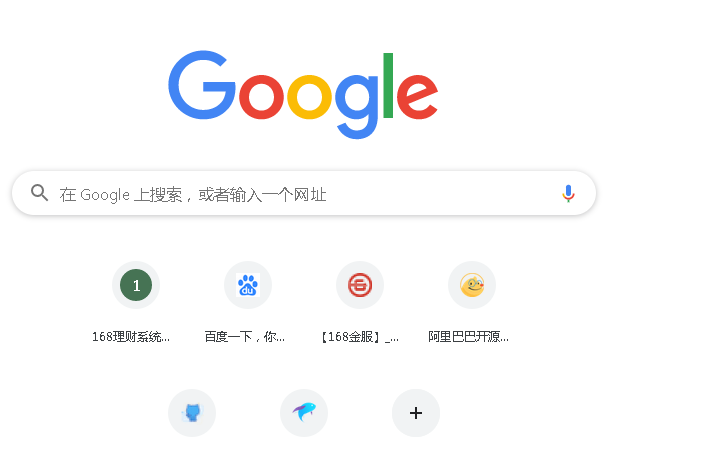 Google
在 Google 上搜索，或者输入一个网址
1
du
168理财系统...
百度一下，你...
【168金服】_...
阿里巴巴开源...